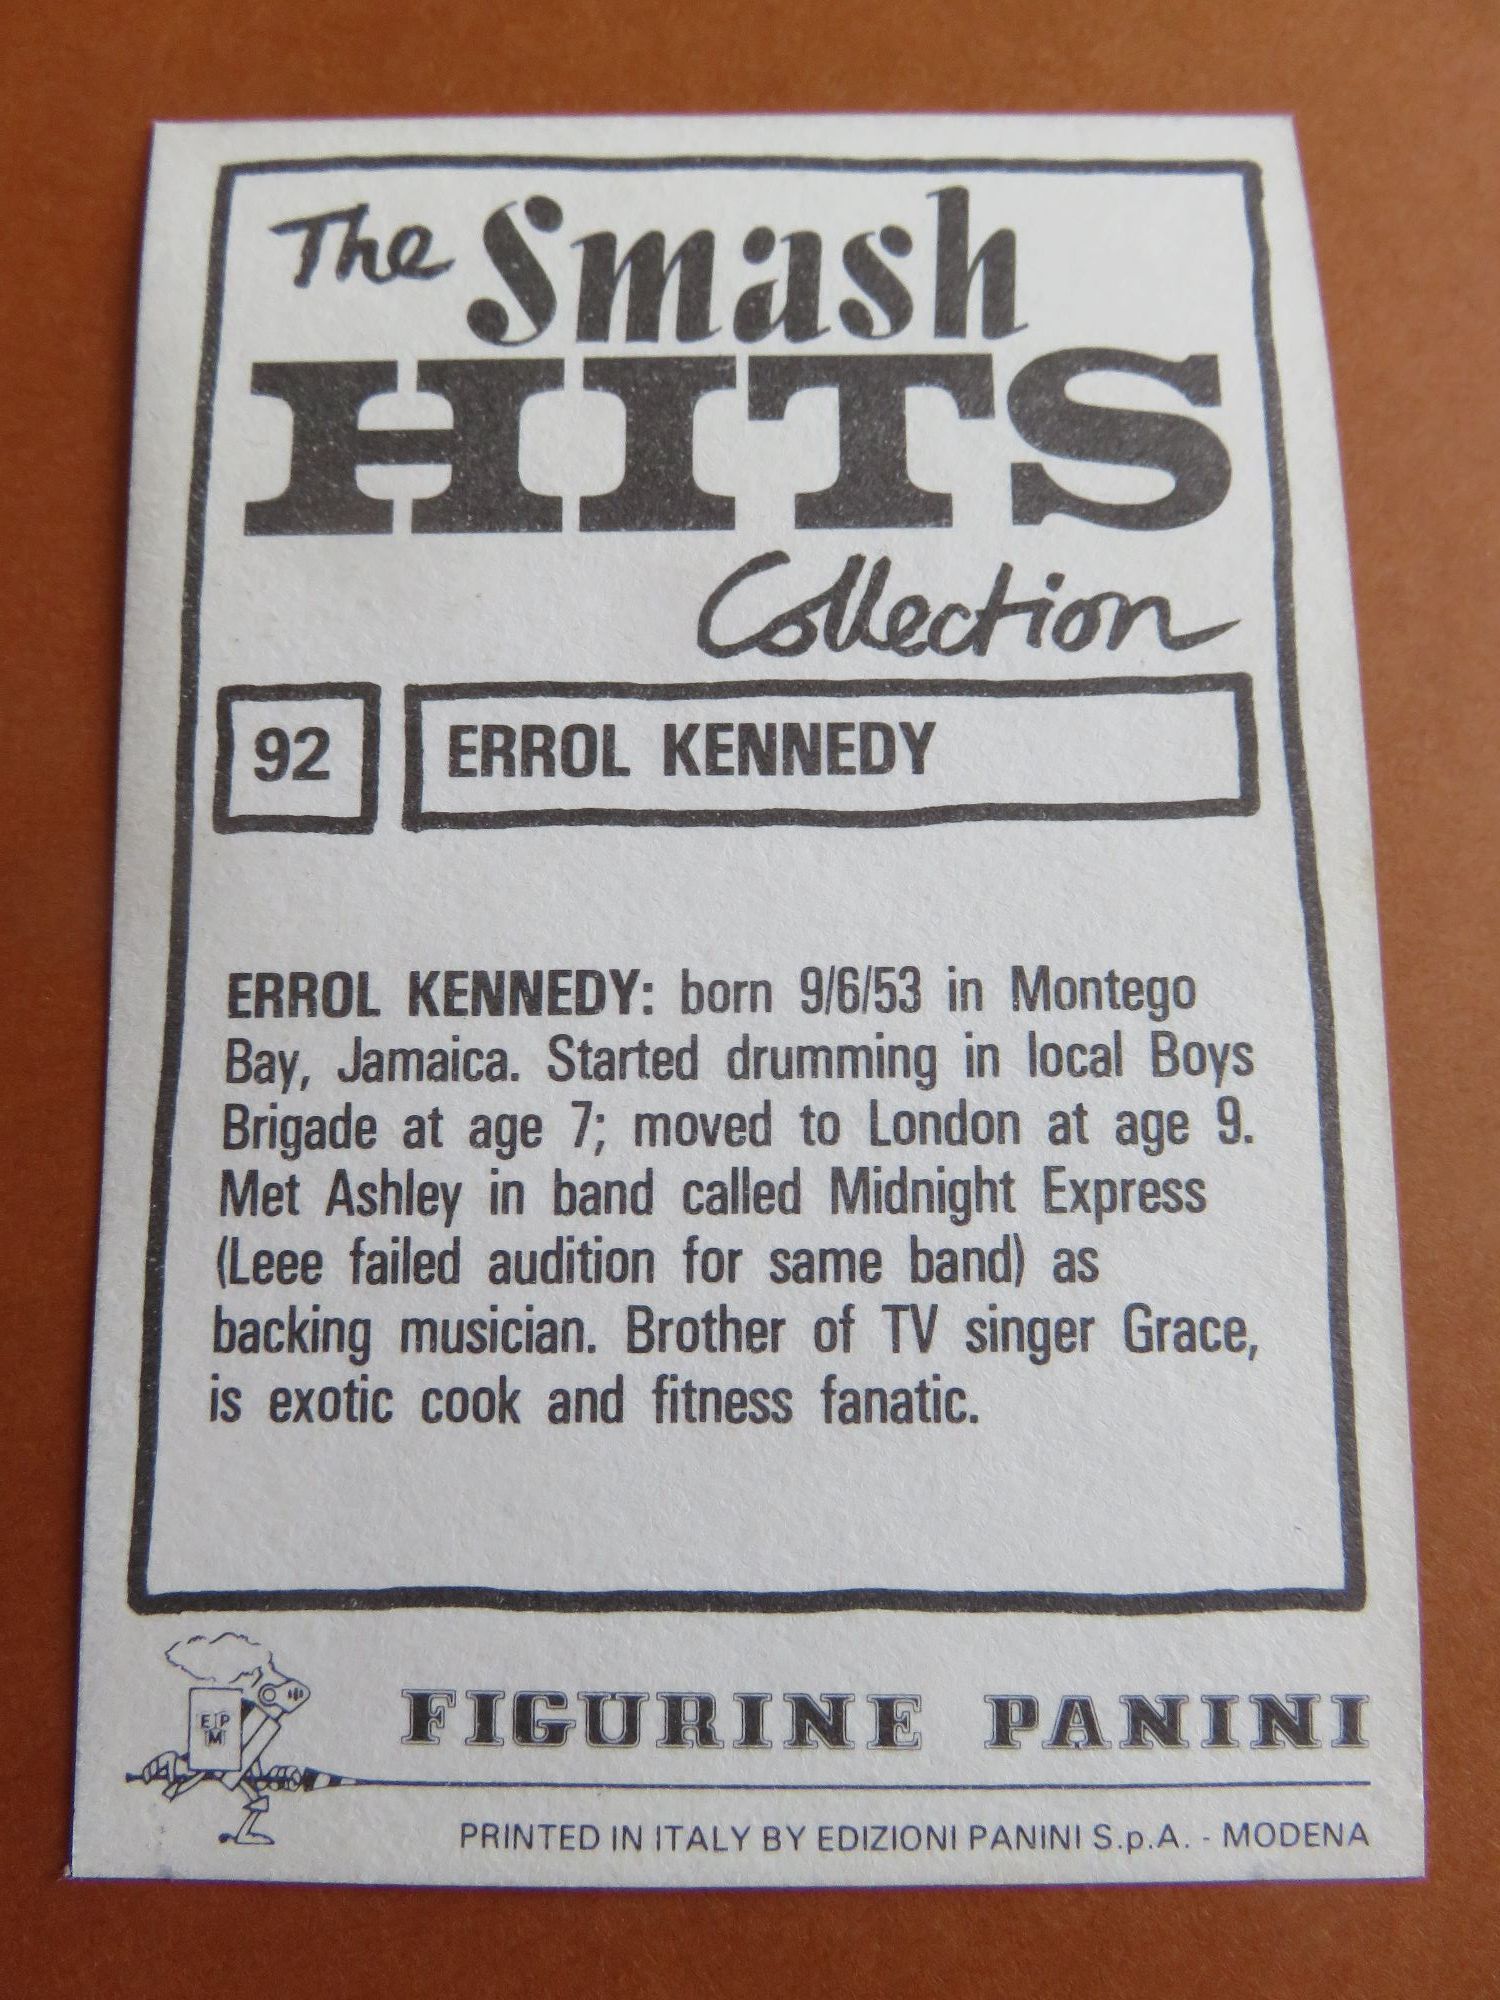 The Smash
HITS
Collection
92 ERROL KENNEDY
ERROL KENNEDY: born 9/6/53 in Montego
Bay, Jamaica. Started drumming in local Boys
Brigade at age 7; moved to London at age 9.
Met Ashley in band called Midnight Express
(Leee failed audition for same band) as
backing musician. Brother of TV singer Grace,
is exotic cook and fitness fanatic.
EPM
FIGURINE PANINI
PRINTED IN ITALY BY EDIZIONI PANINI S.p.A. - MODENA